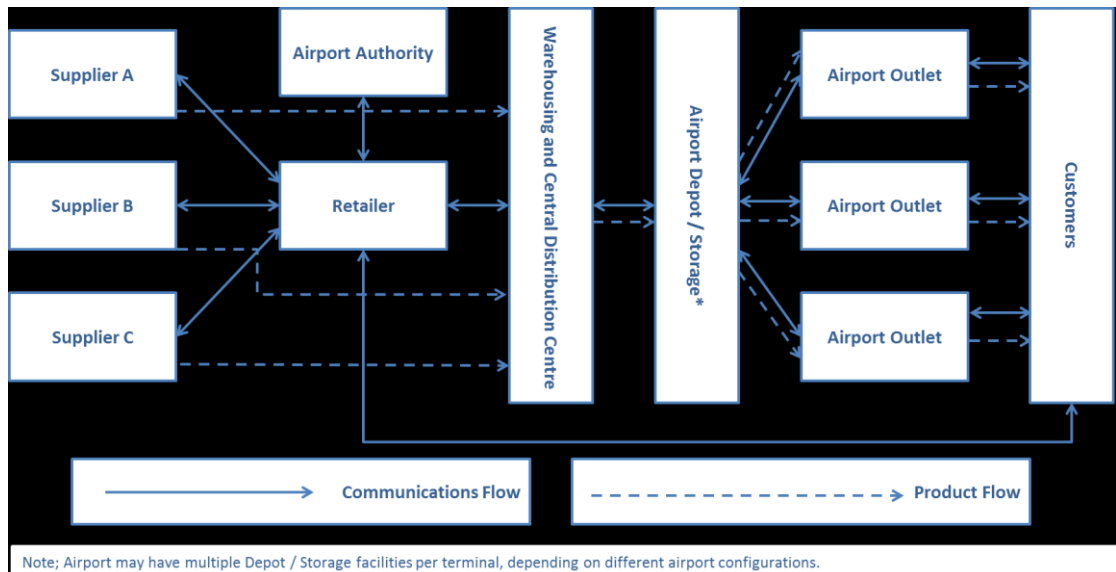 Supplier A
Airport Authority
Warehousing and Central Distribution Centre
Airport Depot / Storage*
Airport Outlet
Customers
Supplier B
Retailer
Airport Outlet
Supplier C
Airport Outlet
Communications Flow
Product Flow
Note; Airport may have multiple Depot / Storage facilities per terminal, depending on different airport configurations.